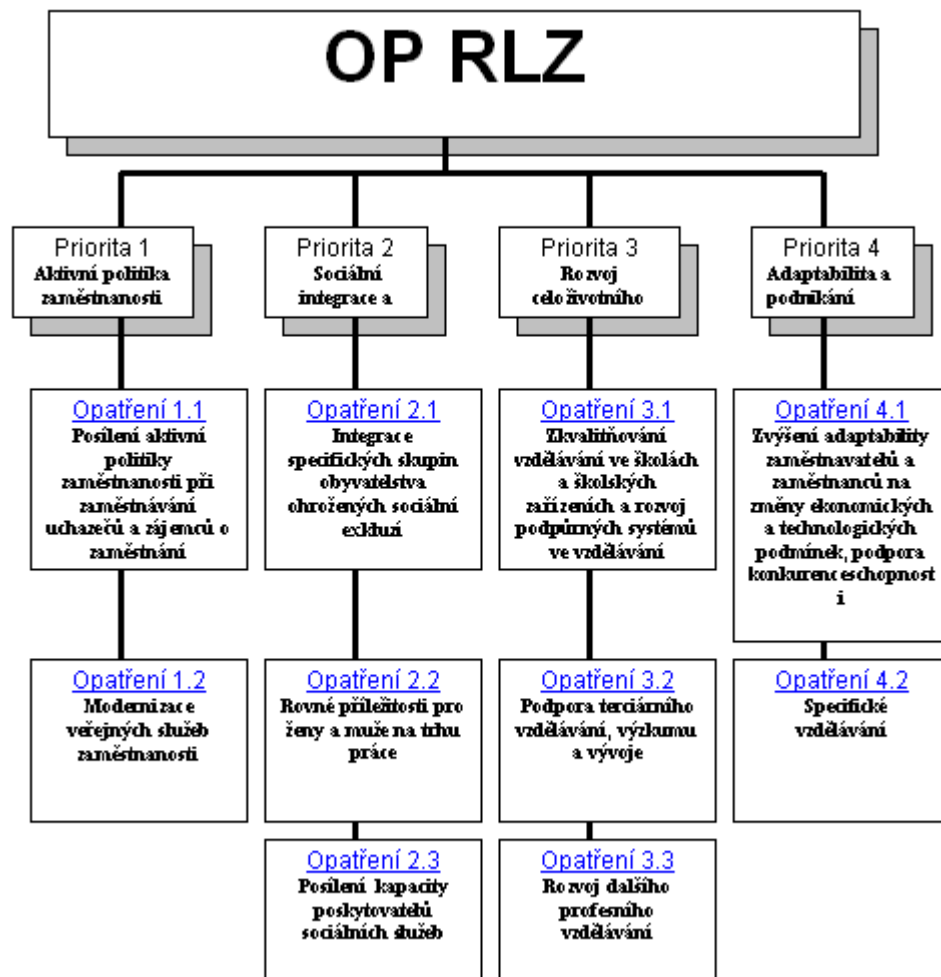 OP RLZ
Priorita 1
Aktivní politika
zaměstnanosti
Priorita 2
Sociální
integrace a
Priorita 3
Rozvoj
celoživotního
Priorita 4
Adaptabilita a
podnikání
Opatření 1.1
Posílení aktivní
politiky
zaměstnanosti při
zaměstnávání
uchazečů a zájemců o
zaměstnání
Opatření 2.1
Integrace
specifických skupin
obyvatelstva
ohrožených sociální
exkluzí
Opatření 3.1
Zkvalitňování
vzdělávání ve školách
a školských
zařízeních a rozvoj
podpůrných systémů
ve vzdělávání
Opatření 4.1
Zvýšení adaptability
zaměstnavatelů a
zaměstnanců na
změny ekonomických
a technologických
podmínek, podpora
konkurenceschopnost
i
Opatření 1.2
Modernizace
veřejných služeb
zaměstnanosti
Opatření 2.2
Rovné příležitosti pro
ženy a muže na trhu
práce
Opatření 3.2
Podpora terciárního
vzdělávání, výzkumu
a vývoje
Opatření 4.2
Specifické
vzdělávání
Opatření 2.3
Posílení kapacity
poskytovatelů
sociálních služeb
Opatření 3.3
Rozvoj dalšího
profesního
vzdělávání